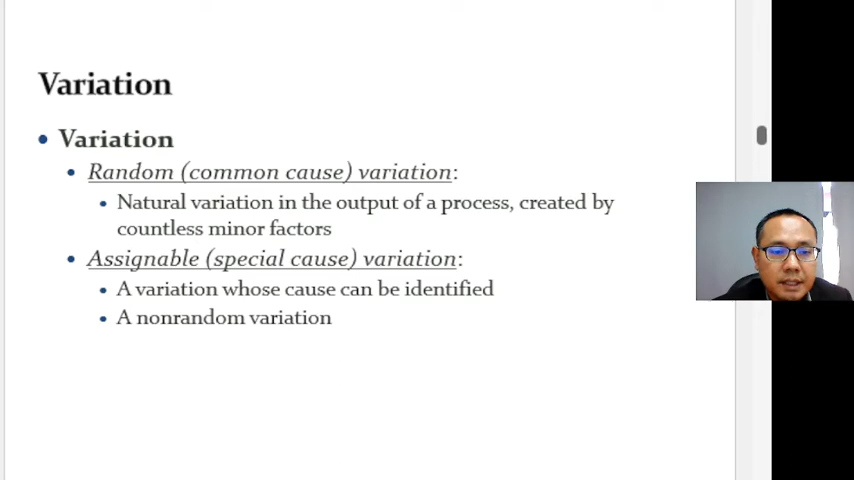 Variation
• Variation
• Random (common cause) variation:
• Natural variation in the output of a process, created by
countless minor factors
• Assignable (special cause) variation:
• A variation whose cause can be identified
• A nonrandom variation